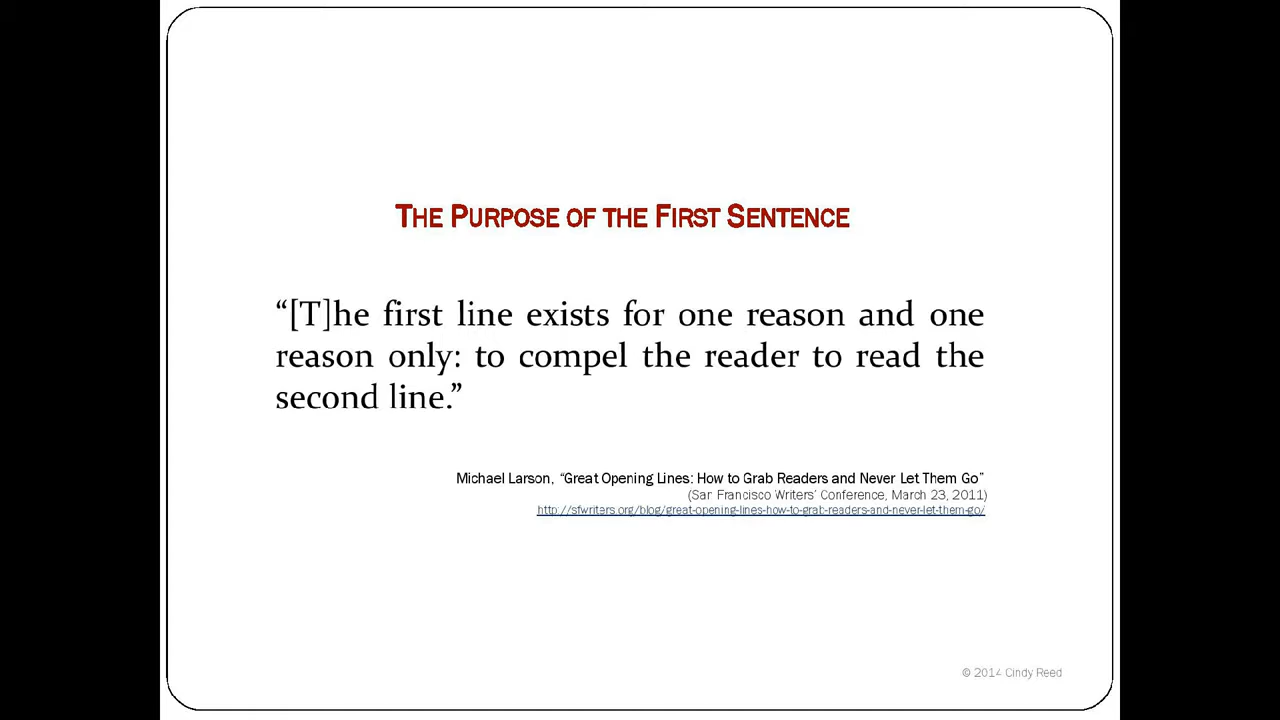 THE PURPOSE OF THE FIRST SENTENCE
“[T]he first line exists for one reason and one
reason only: to compel the reader to read the
second line.”
Michael Larson, “Great Opening Lines: How to Grab Readers and Never Let Them Go”
(San Francisco Writers’ Conference, March 23, 2011)
http://sfwriters.org/blog/great-opening-lines-how-to-grab-readers-and-never-let-them-go/
© 2014 Cindy Reed